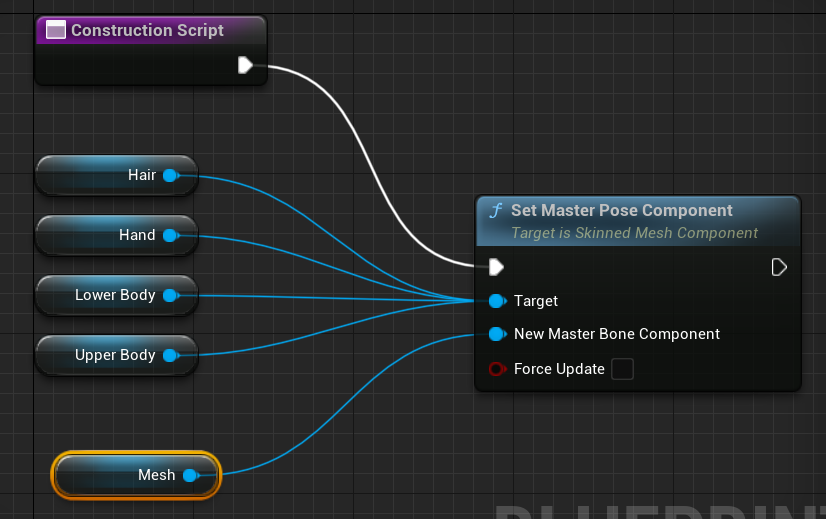 Construction Script
Hair
Hand
Lower Body
Upper Body
Mesh
f Set Master Pose Component
Target is Skinned Mesh Component
Target
New Master Bone Component
Force Update